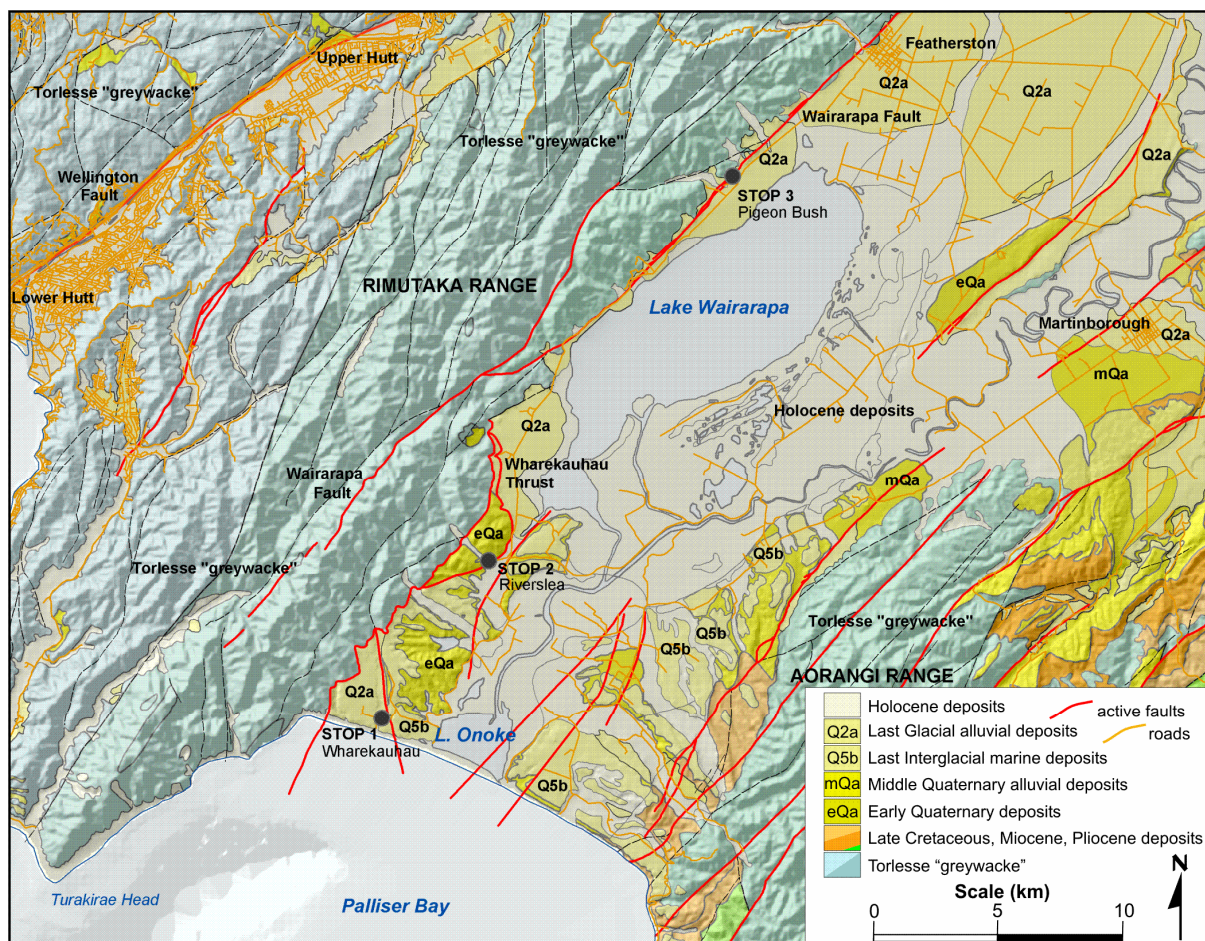 Featherston
Upper Hutt
Q2a
Q2a
Torlesse "greywacke"
Wairarapa Fault
Torlesse "greywacke"
Q2a
Q2a
Wellington
Fault
STOP 3
Pigeon Bush
eQa
RIMUTAKA RANGE
Lower Hutt
Lake Wairarapa
Martinborough
Q2a
mQa
Holocene deposits
Q2a
Wharekauhau
Thrust
Wairarapa
Fault
mQa
eQa
Q5b
STOP 2
Riverslea
Torlesse "greywacke"
Torlesse "greywacke"
Q5b
Q5b
eQa
AORANGI RANGE
Q2a
STOP 1
Wharekauhau
Q5b
L. Onoke
Q5b
Holocene deposits
active faults
Q2a Last Glacial alluvial deposits
roads
Q5b Last Interglacial marine deposits
mQa Middle Quaternary alluvial deposits
eQa Early Quaternary deposits
Late Cretaceous, Miocene, Pliocene deposits
Torlesse “greywacke”
N
Scale (km)
0 5 10
Turakirae Head
Palliser Bay